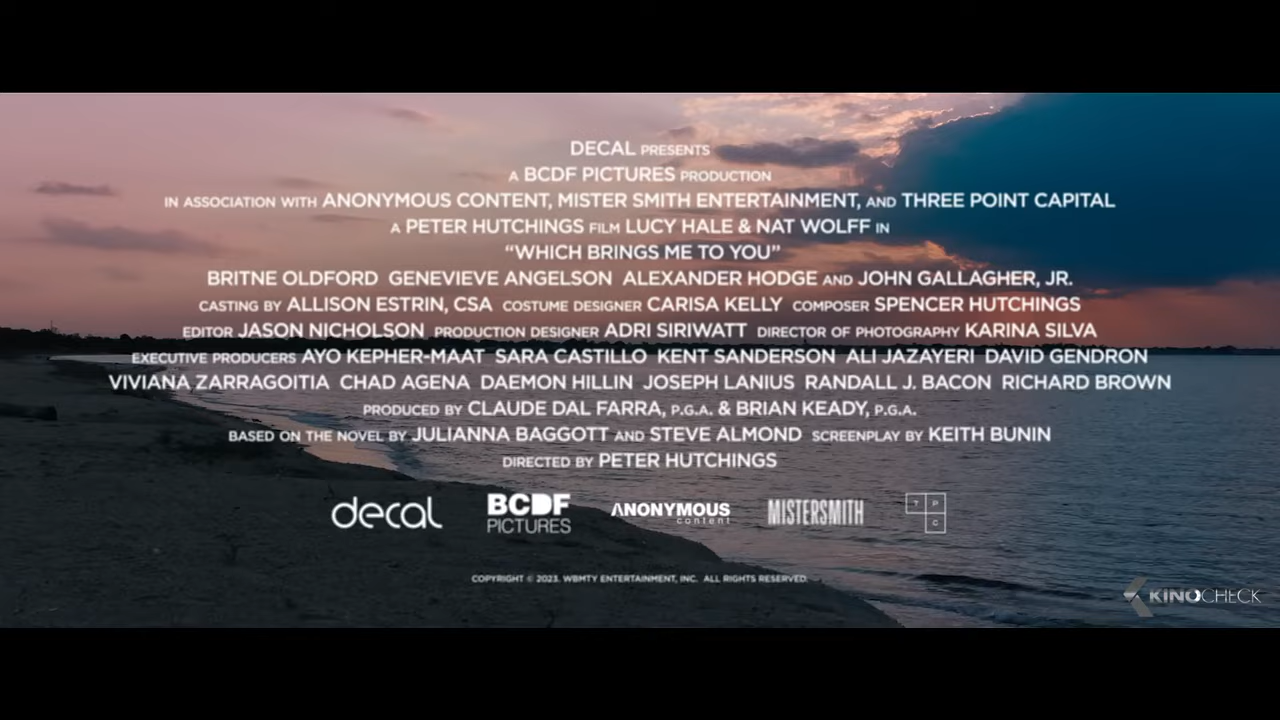 DECAL PRESENTS
A BCDF PICTURES PRODUCTION
IN ASSOCIATION WITH ANONYMOUS CONTENT, MISTER SMITH ENTERTAINMENT, AND THREE POINT CAPITAL
A PETER HUTCHINGS FILM LUCY HALE & NAT WOLFF IN
“WHICH BRINGS ME TO YOU”
BRITNE OLDFORD GENEVIEVE ANGELSON ALEXANDER HODGE AND JOHN GALLAGHER, JR.
CASTING BY ALLISON ESTRIN, CSA COSTUME DESIGNER CARISA KELLY COMPOSER SPENCER HUTCHINGS
EDITOR JASON NICHOLSON PRODUCTION DESIGNER ADRI SIRIWATT DIRECTOR OF PHOTOGRAPHY KARINA SILVA
EXECUTIVE PRODUCERS AYO KEPHER-MAAT SARA CASTILLO KENT SANDERSON ALI JAZAYERI DAVID GENDRON
VIVIANA ZARRAGOITIA CHAD AGENA DAEMON HILLIN JOSEPH LANIUS RANDALL J. BACON RICHARD BROWN
PRODUCED BY CLAUDE DAL FARRA, P.G.A. & BRIAN KEADY, P.G.A.
BASED ON THE NOVEL BY JULIANNA BAGGOTT AND STEVE ALMOND SCREENPLAY BY KEITH BUNIN
DIRECTED BY PETER HUTCHINGS
decal BCDF PICTURES ANONYMOUS content MISTERSMITH T P C
COPYRIGHT © 2023. WBMTY ENTERTAINMENT, INC. ALL RIGHTS RESERVED.
KINOCHECK